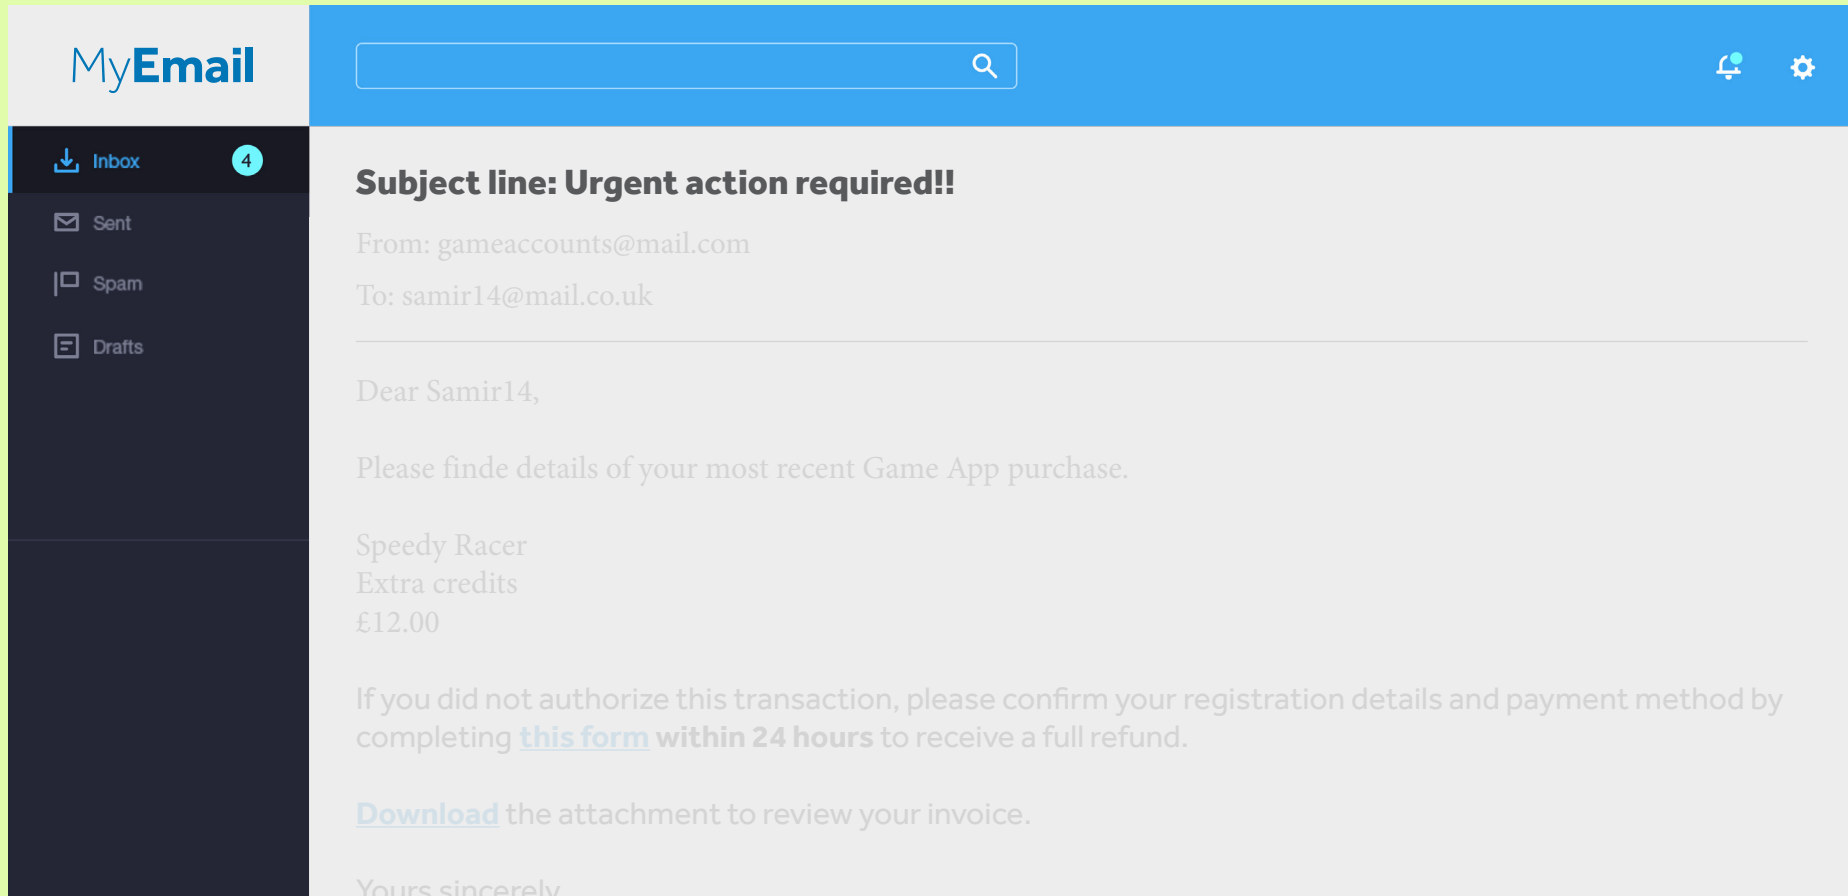 MyEmail
Inbox 4
Sent
Spam
Drafts
Subject line: Urgent action required!!
From: gameaccounts@mail.com
To: samir14@mail.co.uk
Dear Samir14,
Please finde details of your most recent Game App purchase.
Speedy Racer
Extra credits
£12.00
If you did not authorize this transaction, please confirm your registration details and payment method by
completing this form within 24 hours to receive a full refund.
Download the attachment to review your invoice.
Yours sincerely